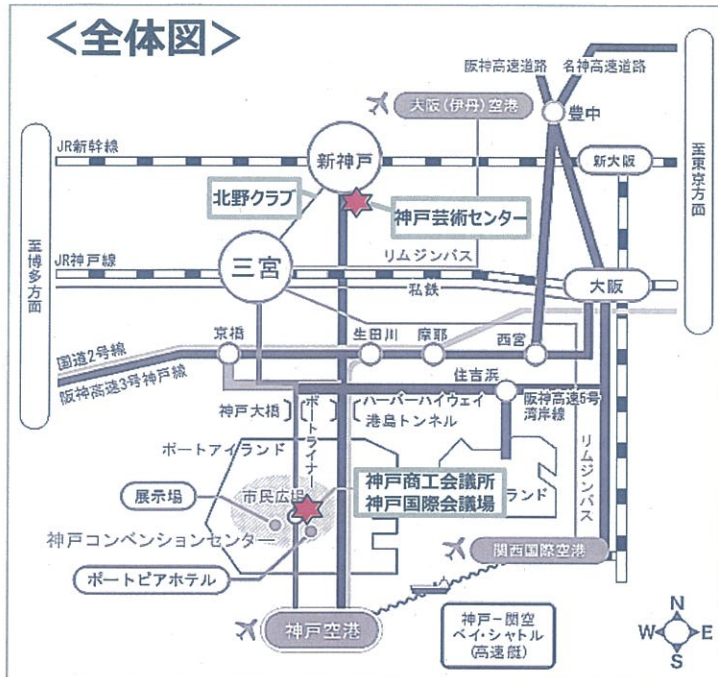 ＜全体図＞
阪神高速道路
名神高速道路
大阪（伊丹）空港
豊中
JR新幹線
新神戸
新大阪
北野クラブ
神戸芸術センター
至博多方面
至東京方面
JR神戸線
三宮
リムジンバス
私鉄
大阪
京橋
生田川
摩耶
西宮
国道2号線
阪神高速3号神戸線
住吉浜
神戸大橋
ポートライナー
ハーバーハイウェイ
港島トンネル
阪神高速5号
湾岸線
リムジンバス
ポートアイランド
展示場
市民広場
神戸商工会議所
神戸国際会議場
ランド
神戸コンベンションセンター
ポートピアホテル
関西国際空港
神戸空港
神戸－関空
ベイ・シャトル
（高速艇）
N
W
E
S